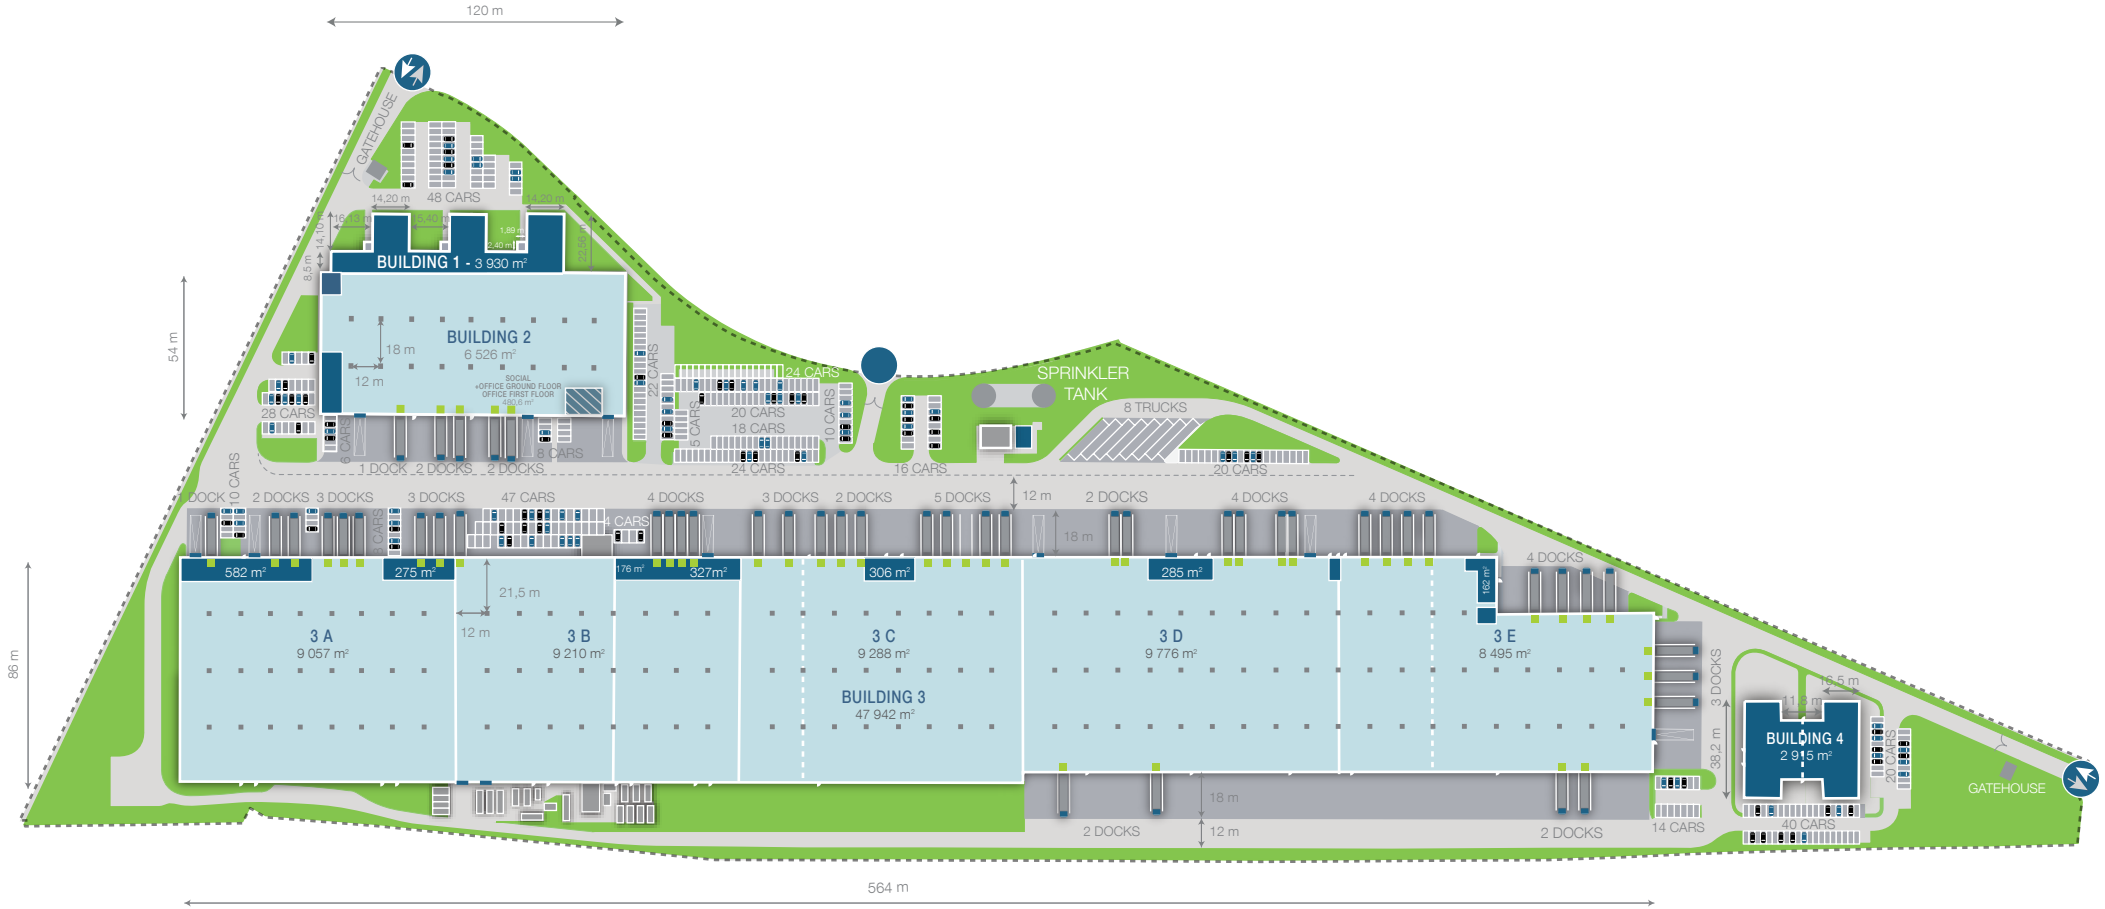 120 m
GATEHOUSE
48 CARS
14,20 m
14,20 m
16,13 m
15,40 m
14,10 m
1,89 m
2,40 m
22,56 m
8,5 m
BUILDING 1 - 3 930 m²
54 m
BUILDING 2
6 526 m²
18 m
12 m
SOCIAL
+OFFICE GROUND FLOOR
OFFICE FIRST FLOOR
480,6 m²
22 CARS
24 CARS
20 CARS
5 CARS
18 CARS
24 CARS
10 CARS
16 CARS
SPRINKLER
TANK
8 TRUCKS
20 CARS
28 CARS
6 CARS
8 CARS
1 DOCK
2 DOCKS
2 DOCKS
10 CARS
1 DOCK
2 DOCKS
3 DOCKS
3 DOCKS
47 CARS
4 DOCKS
3 DOCKS
2 DOCKS
5 DOCKS
12 m
2 DOCKS
4 DOCKS
4 DOCKS
8 CARS
4 CARS
18 m
4 DOCKS
582 m²
275 m²
176 m²
327m²
306 m²
285 m²
162 m²
21,5 m
12 m
86 m
3 A
9 057 m²
3 B
9 210 m²
3 C
9 288 m²
3 D
9 776 m²
3 E
8 495 m²
BUILDING 3
47 942 m²
3 DOCKS
16,5 m
11,8 m
38,2 m
BUILDING 4
2 915 m²
20 CARS
GATEHOUSE
18 m
12 m
2 DOCKS
2 DOCKS
14 CARS
40 CARS
564 m